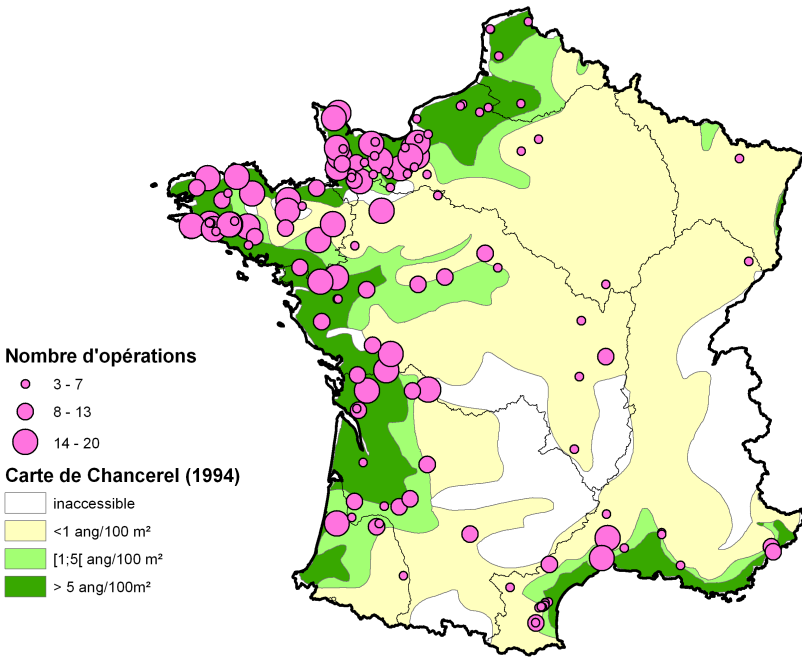 Nombre d'opérations
3 - 7
8 - 13
14 - 20
Carte de Chancerel (1994)
inaccessible
<1 ang/100 m²
[1;5[ ang/100 m²
> 5 ang/100m²